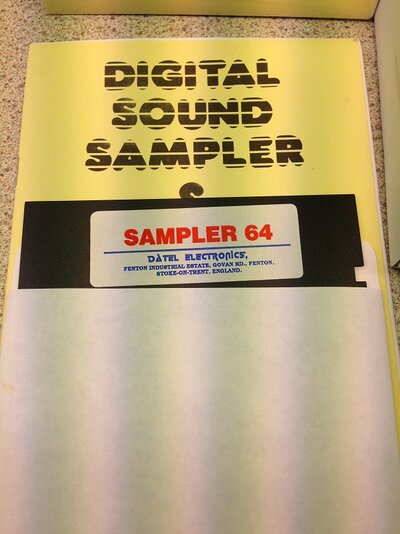 DIGITAL
SOUND
SAMPLER
SAMPLER 64
DATEL ELECTRONICS,
FENTON INDUSTRIAL ESTATE, GOVAN RD., FENTON,
STOKE-ON-TRENT, ENGLAND.